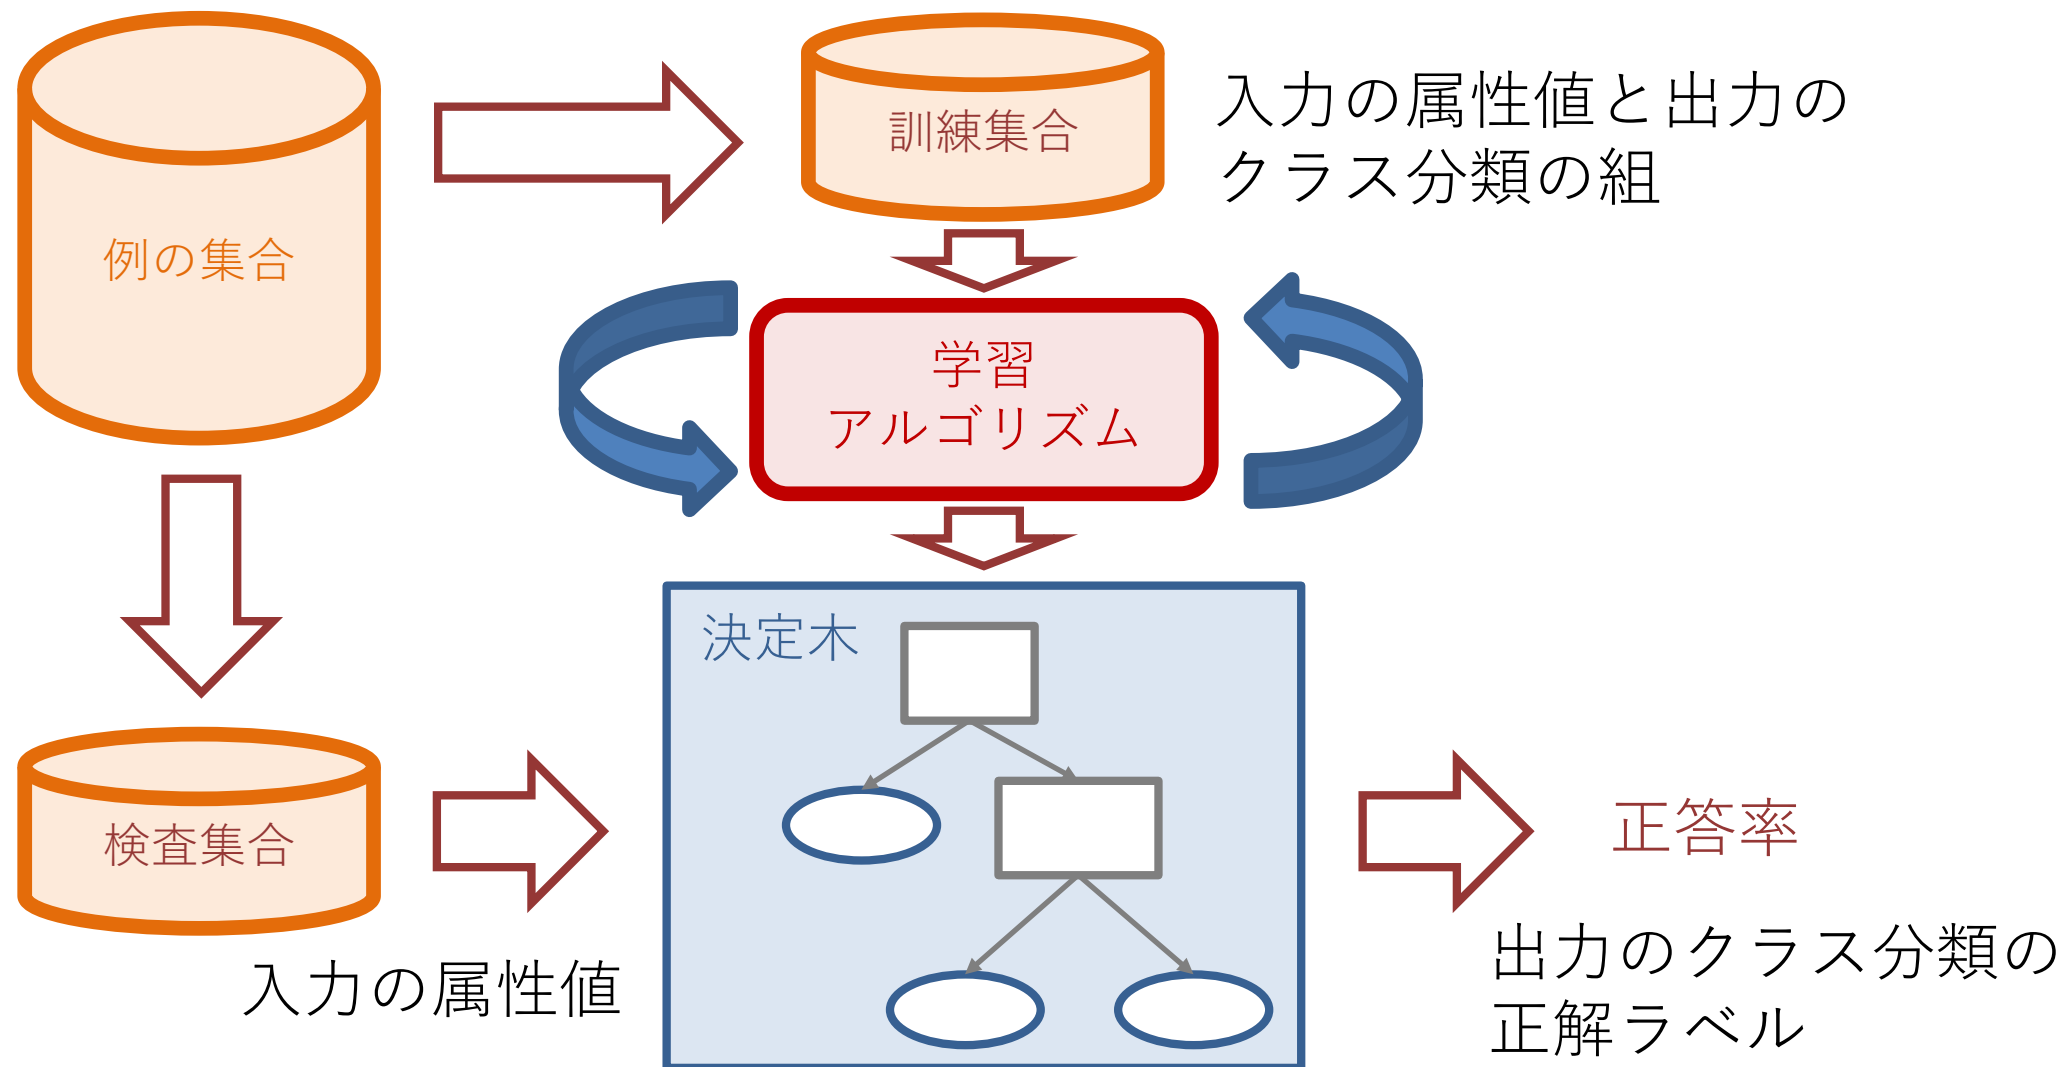 訓練集合
入力の属性値と出力の
クラス分類の組
例の集合
学習
アルゴリズム
決定木
検査集合
入力の属性値
正答率
出力のクラス分類の
正解ラベル